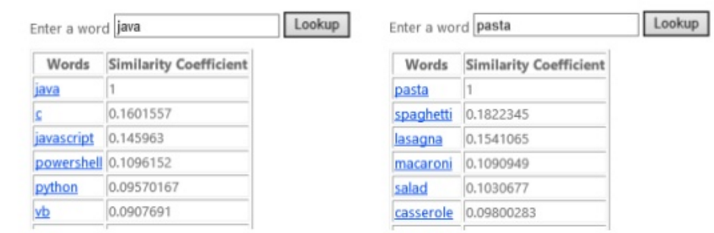 Enter a word java Lookup
Words Similarity Coefficient
java 1
c 0.1601557
javascript 0.145963
powershell 0.1096152
python 0.09570167
vb 0.0907691
Enter a word pasta Lookup
Words Similarity Coefficient
pasta 1
spaghetti 0.1822345
lasagna 0.1541065
macaroni 0.1090949
salad 0.1030677
casserole 0.09800283